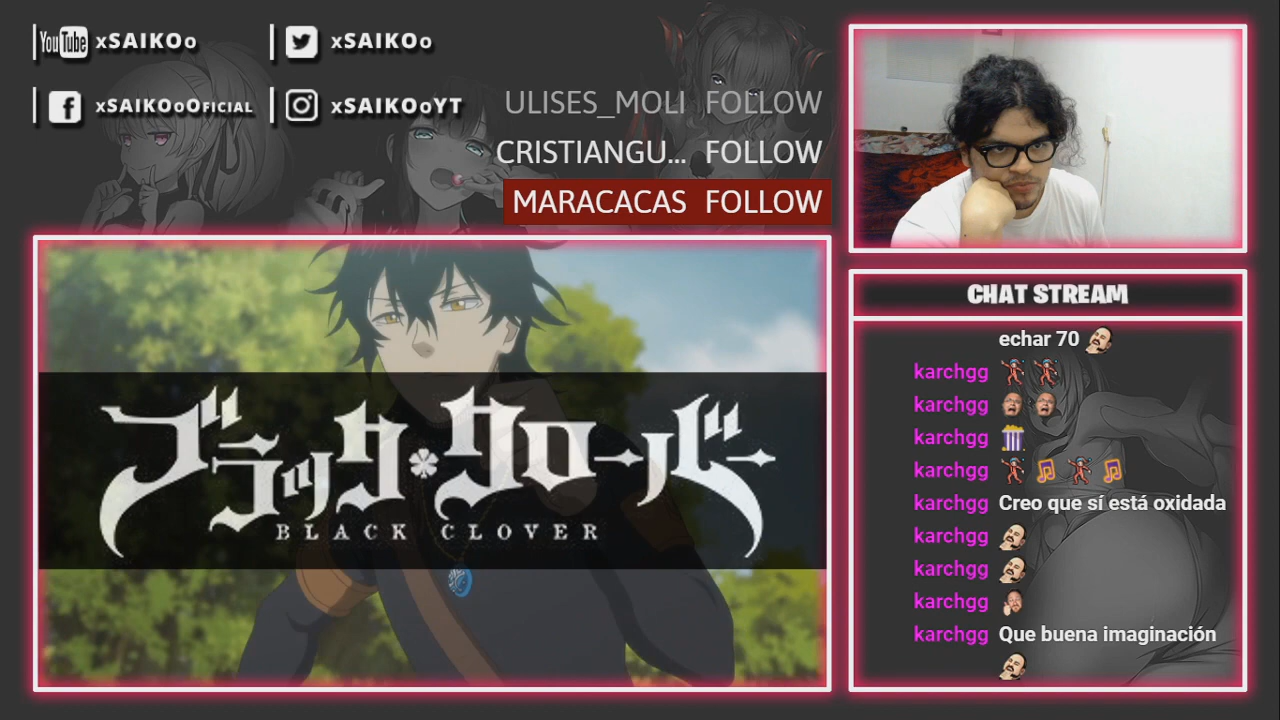 YouTube xSAIKOo
xSAIKOo
xSAIKOoOFICIAL
xSAIKOoYT
ULISES_MOLI FOLLOW
CRISTIANGU... FOLLOW
MARACACAS FOLLOW
ブラック・クローバー
BLACK CLOVER
CHAT STREAM
echar 70
karchgg
karchgg
karchgg
karchgg
karchgg Creo que sí está oxidada
karchgg
karchgg
karchgg
karchgg Que buena imaginación